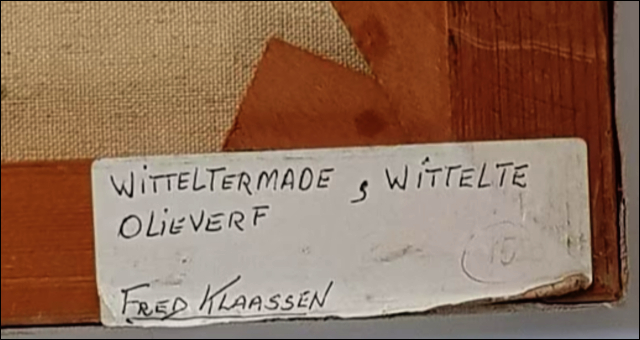 WITTELTERMADE, WITTELTE
OLIEVERF
FRED KLAASSEN